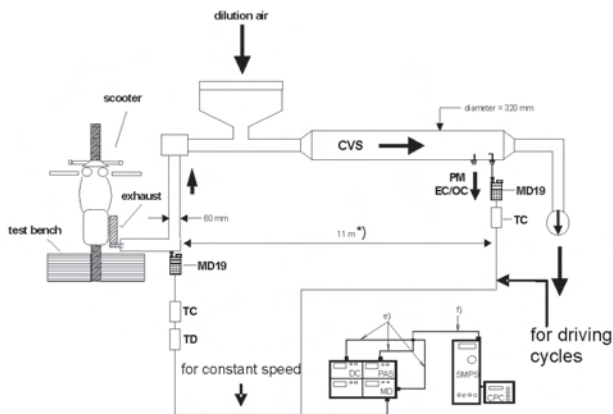 dilution air
scooter
diameter = 320 mm
CVS
PM
EC/OC
MD19
exhaust
60 mm
TC
test bench
11 m *)
MD19
TC
TD
for constant speed
e)
f)
for driving
cycles
DC
PAS
MD
SMPS
CPC